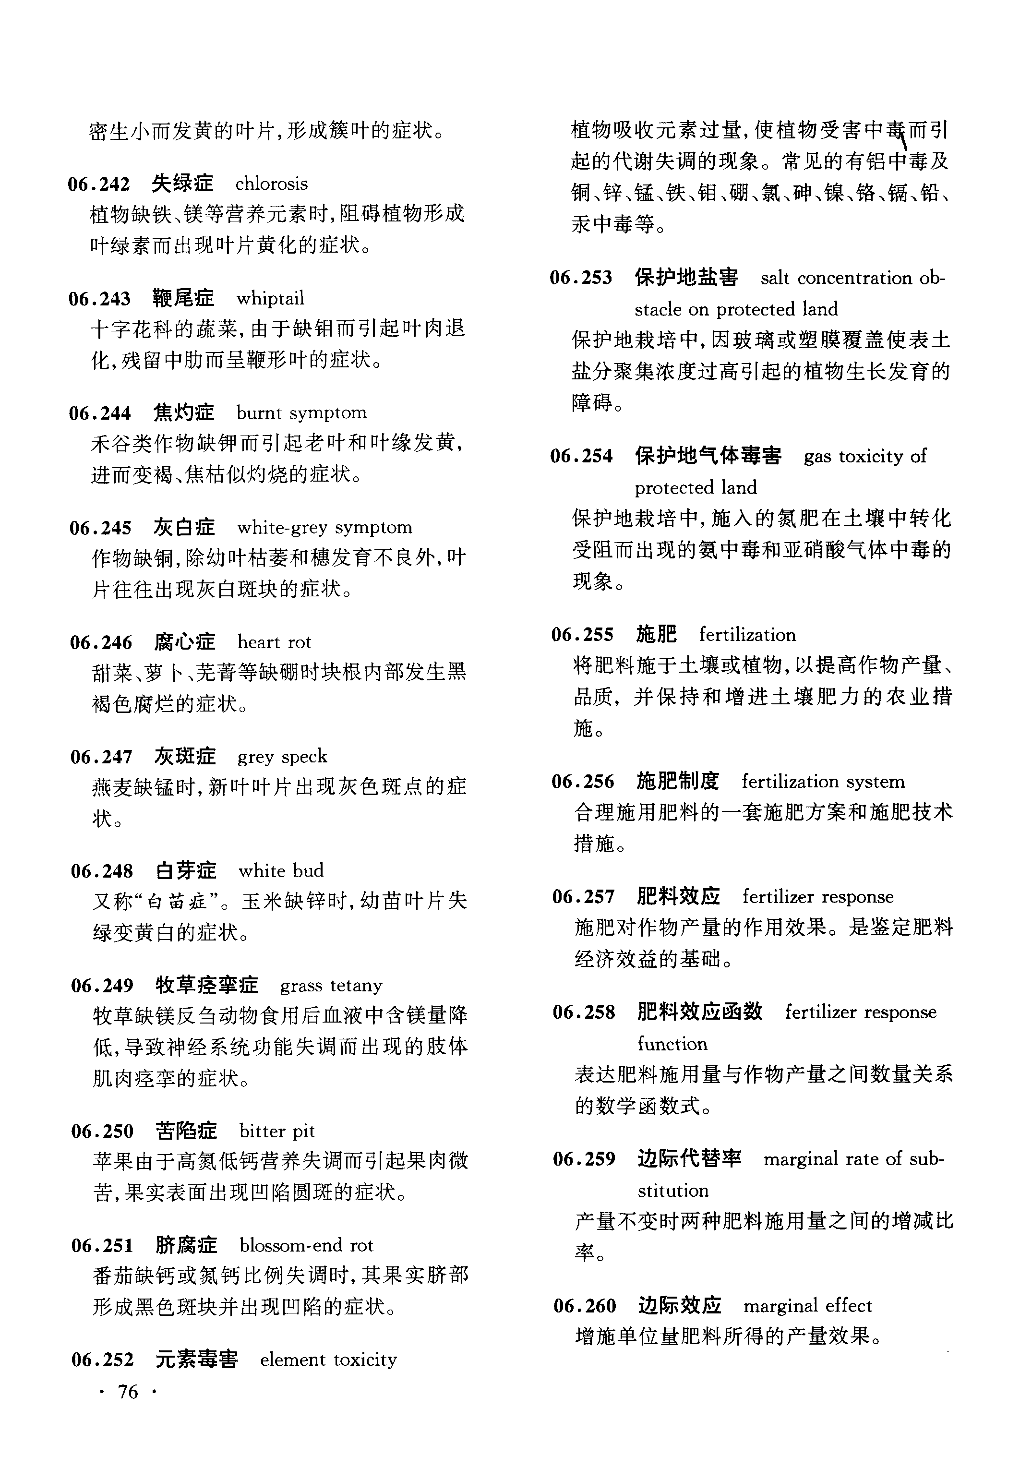 密生小而发黄的叶片,形成簇叶的症状。
06.242 失绿症 chlorosis
植物缺铁、镁等营养元素时,阻碍植物形成
叶绿素而出现叶片黄化的症状。
06.243 鞭尾症 whiptail
十字花科的蔬菜,由于缺钼而引起叶肉退
化,残留中肋而呈鞭形叶的症状。
06.244 焦灼症 burnt symptom
禾谷类作物缺钾而引起老叶和叶缘发黄,
进而变褐、焦枯似灼烧的症状。
06.245 灰白症 white-grey symptom
作物缺铜,除幼叶枯萎和穗发育不良外,叶
片往往出现灰白斑块的症状。
06.246 腐心症 heart rot
甜菜、萝卜、芜菁等缺硼时块根内部发生黑
褐色腐烂的症状。
06.247 灰斑症 grey speck
燕麦缺锰时,新叶叶片出现灰色斑点的症
状。
06.248 白芽症 white bud
又称“白苗症”。玉米缺锌时,幼苗叶片失
绿变黄白的症状。
06.249 牧草痉挛症 grass tetany
牧草缺镁反刍动物食用后血液中含镁量降
低,导致神经系统功能失调而出现的肢体
肌肉痉挛的症状。
06.250 苦陷症 bitter pit
苹果由于高氮低钙营养失调而引起果肉微
苦,果实表面出现凹陷圆斑的症状。
06.251 脐腐症 blossom-end rot
番茄缺钙或氮钙比例失调时,其果实脐部
形成黑色斑块并出现凹陷的症状。
06.252 元素毒害 element toxicity
植物吸收元素过量,使植物受害中毒而引
起的代谢失调的现象。常见的有铝中毒及
铜、锌、锰、铁、钼、硼、氯、砷、镍、铬、镉、铅、
汞中毒等。
06.253 保护地盐害 salt concentration ob-
stacle on protected land
保护地栽培中,因玻璃或塑膜覆盖使表土
盐分聚集浓度过高引起的植物生长发育的
障碍。
06.254 保护地气体毒害 gas toxicity of
protected land
保护地栽培中,施入的氮肥在土壤中转化
受阻而出现的氨中毒和亚硝酸气体中毒的
现象。
06.255 施肥 fertilization
将肥料施于土壤或植物,以提高作物产量、
品质,并保持和增进土壤肥力的农业措
施。
06.256 施肥制度 fertilization system
合理施用肥料的一套施肥方案和施肥技术
措施。
06.257 肥料效应 fertilizer response
施肥对作物产量的作用效果。是鉴定肥料
经济效益的基础。
06.258 肥料效应函数 fertilizer response
function
表达肥料施用量与作物产量之间数量关系
的数学函数式。
06.259 边际代替率 marginal rate of sub-
stitution
产量不变时两种肥料施用量之间的增减比
率。
06.260 边际效应 marginal effect
增施单位量肥料所得的产量效果。
· 76 ·